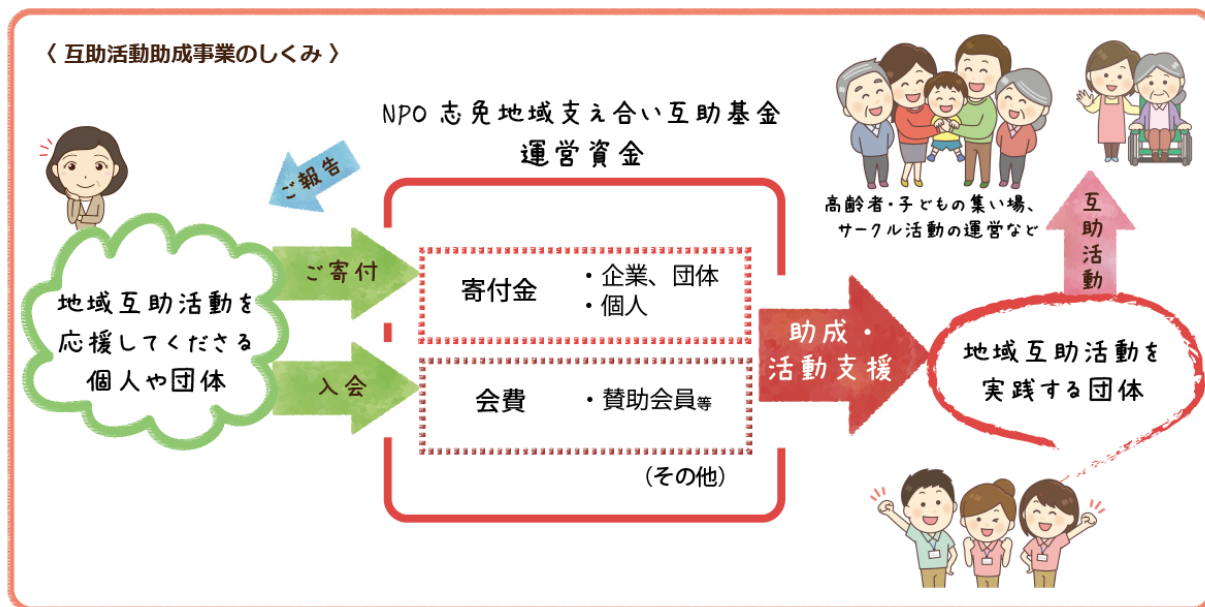 〈 互助活動助成事業のしくみ 〉
NPO 志免地域支え合い互助基金
運営資金
ご報告
地域互助活動を
応援してくださる
個人や団体
ご寄付
入会
寄付金
・企業、団体
・個人
会費
・賛助会員等
（その他）
助成・
活動支援
地域互助活動を
実践する団体
互助活動
高齢者・子どもの集い場、
サークル活動の運営など